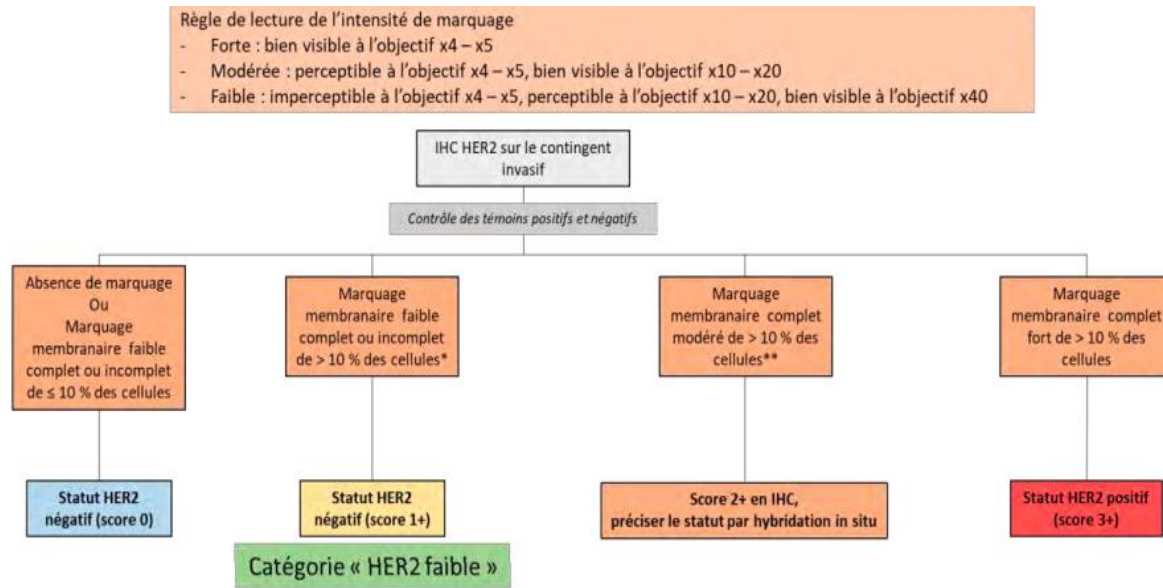 Règle de lecture de l'intensité de marquage
- Forte : bien visible à l'objectif x4 – x5
- Modérée : perceptible à l'objectif x4 – x5, bien visible à l'objectif x10 – x20
- Faible : imperceptible à l'objectif x4 – x5, perceptible à l'objectif x10 – x20, bien visible à l'objectif x40
IHC HER2 sur le contingent
invasif
Contrôle des témoins positifs et négatifs
Absence de marquage
Ou
Marquage
membranaire faible
complet ou incomplet
de ≤ 10 % des cellules
Marquage
membranaire faible
complet ou incomplet
de > 10 % des cellules*
Marquage
membranaire complet
modéré de > 10 % des
cellules**
Marquage
membranaire complet
fort de > 10 % des
cellules
Statut HER2
négatif (score 0)
Statut HER2
négatif (score 1+)
Score 2+ en IHC,
préciser le statut par hybridation in situ
Statut HER2 positif
(score 3+)
Catégorie « HER2 faible »